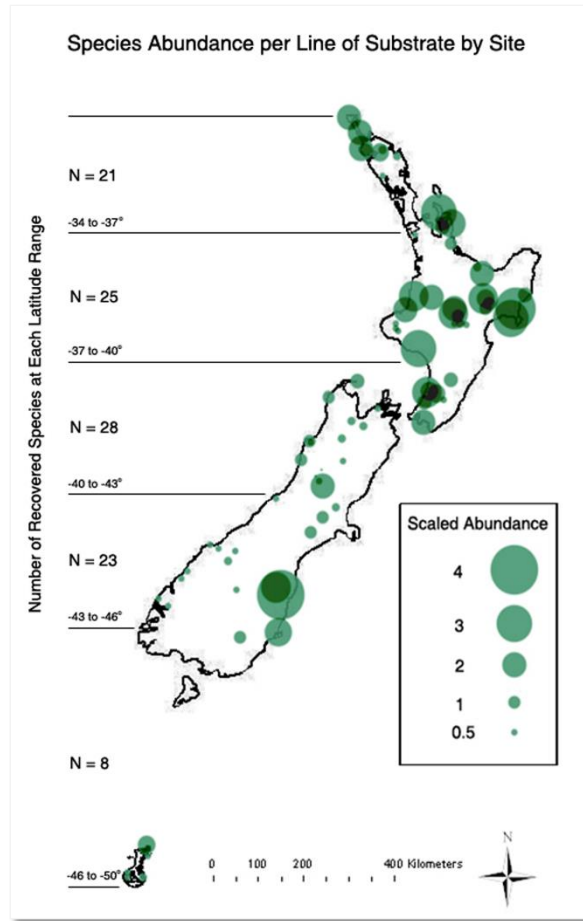 Species Abundance per Line of Substrate by Site
Number of Recovered Species at Each Latitude Range
N = 21
-34 to -37°
N = 25
-37 to -40°
N = 28
-40 to -43°
N = 23
-43 to -46°
N = 8
-46 to -50°
Scaled Abundance
4
3
2
1
0.5
0 100 200 400 Kilometers
N